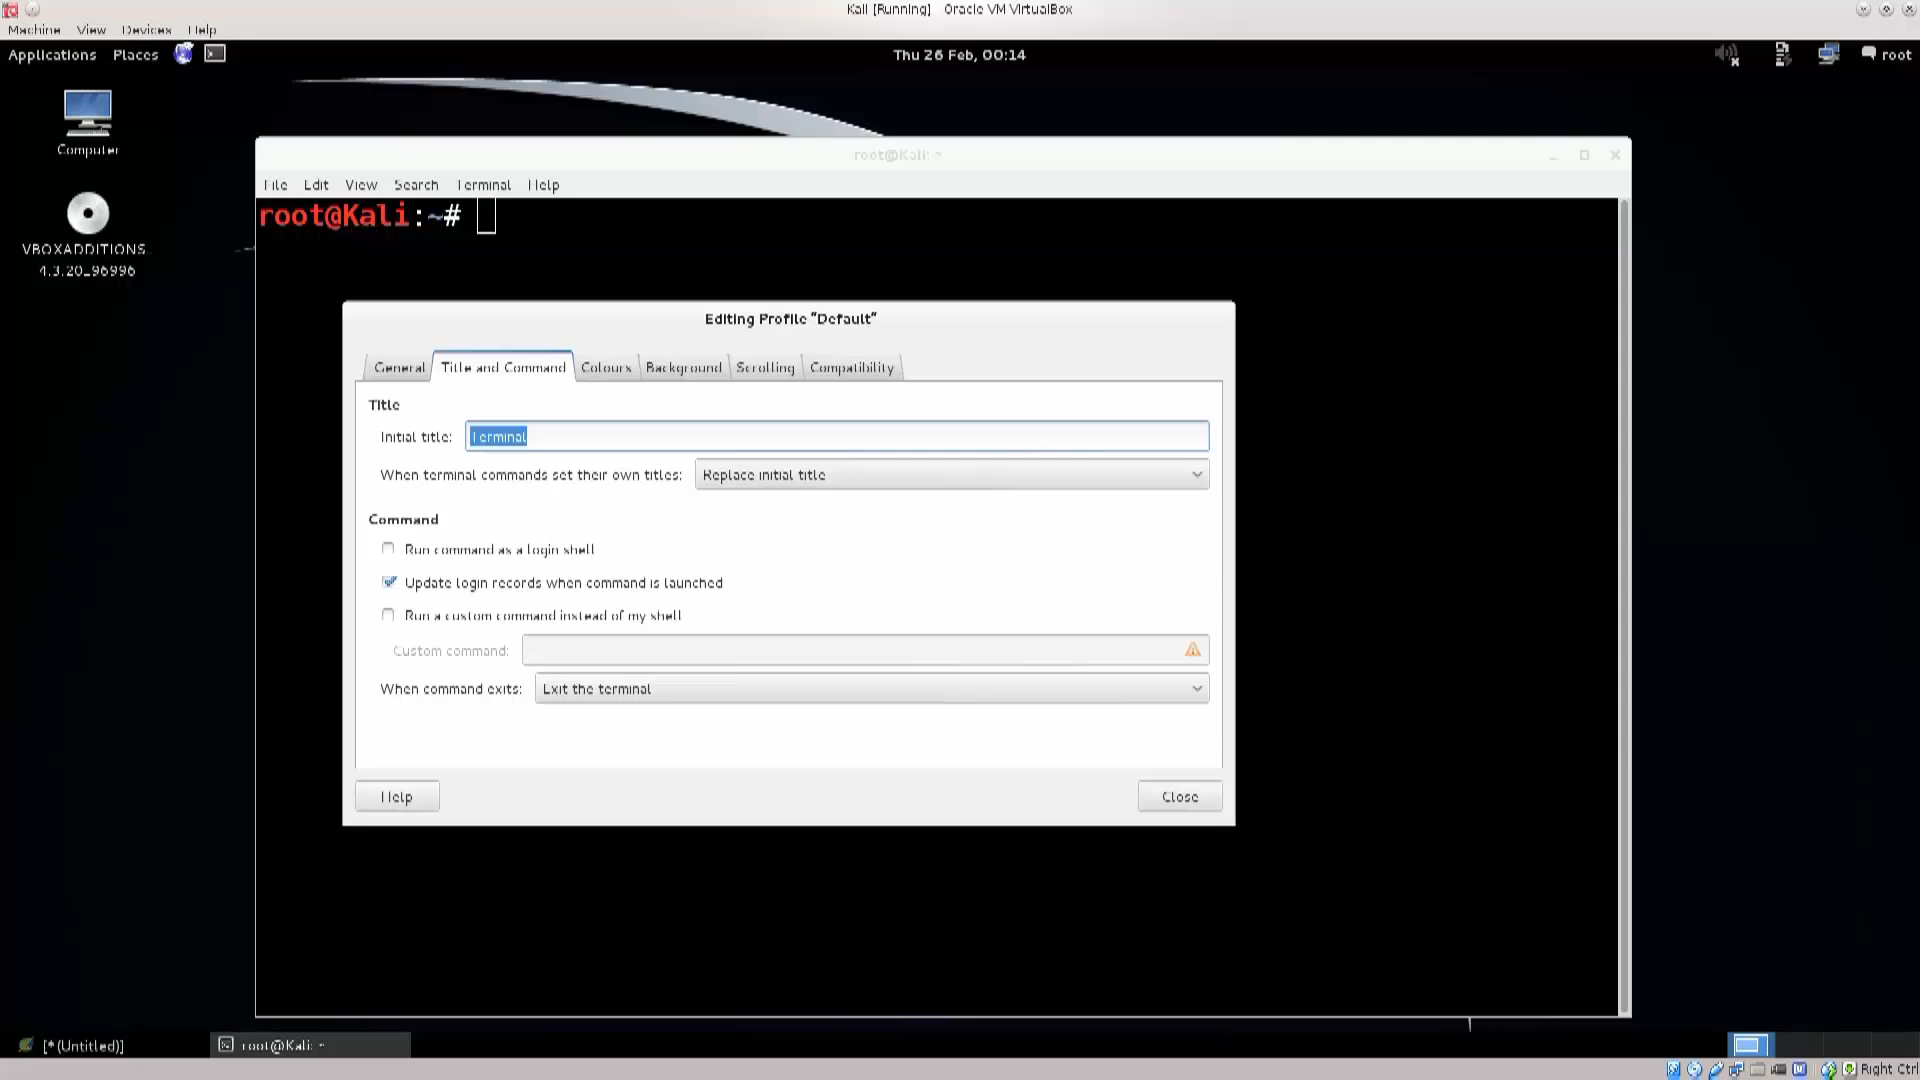 Kali [Running] - Oracle VM VirtualBox
Machine View Devices Help
Applications Places Thu 26 Feb, 00:14 root
Computer
VBOXADDITIONS_
4.3.20_96996
root@Kali: ~
File Edit View Search Terminal Help
root@Kali:~#
Editing Profile "Default"
General Title and Command Colours Background Scrolling Compatibility
Title
Initial title: Terminal
When terminal commands set their own titles: Replace initial title
Command
Run command as a login shell
Update login records when command is launched
Run a custom command instead of my shell
Custom command:
When command exits: Exit the terminal
Help Close
[*(Untitled)] root@Kali: ~
Right Ctrl